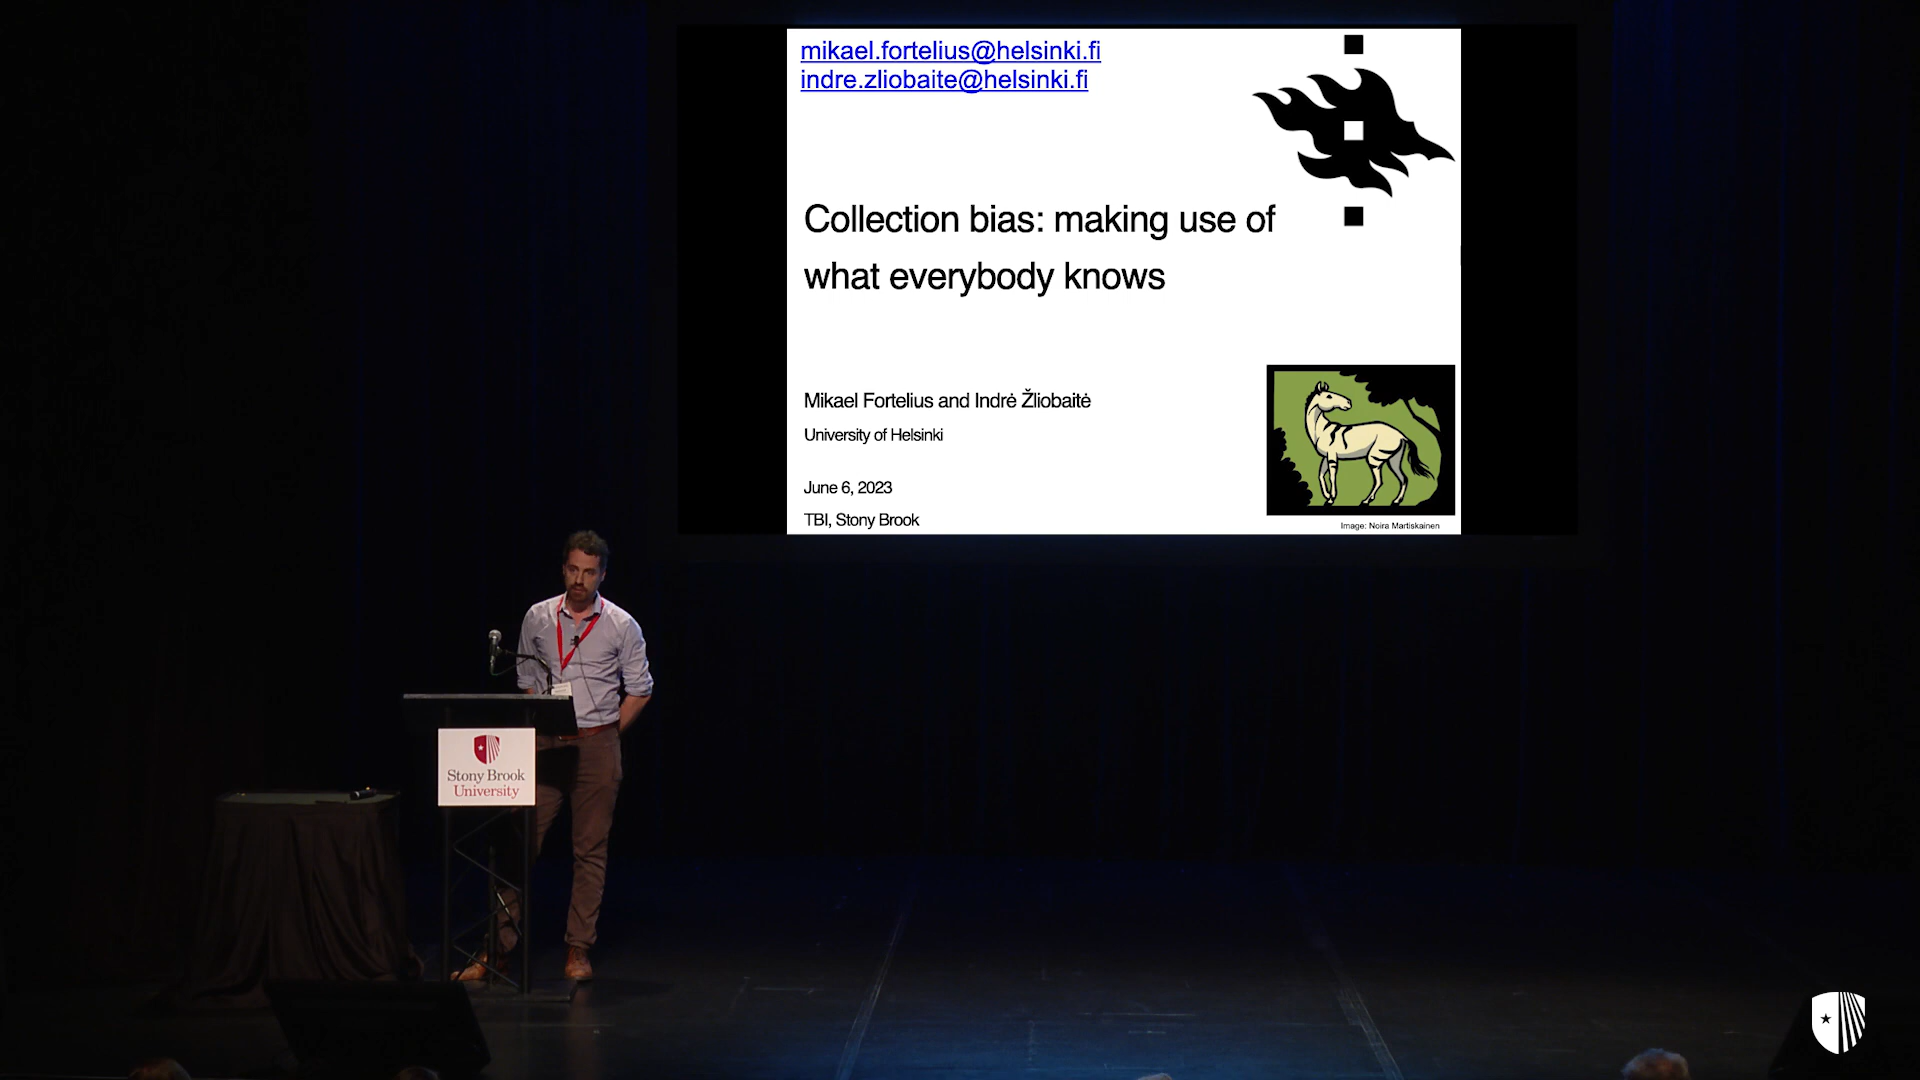 mikael.fortelius@helsinki.fi
indre.zliobaite@helsinki.fi
Collection bias: making use of
what everybody knows
Mikael Fortelius and Indrė Žliobaitė
University of Helsinki
June 6, 2023
TBI, Stony Brook
Image: Noira Martiskainen
Stony Brook
University